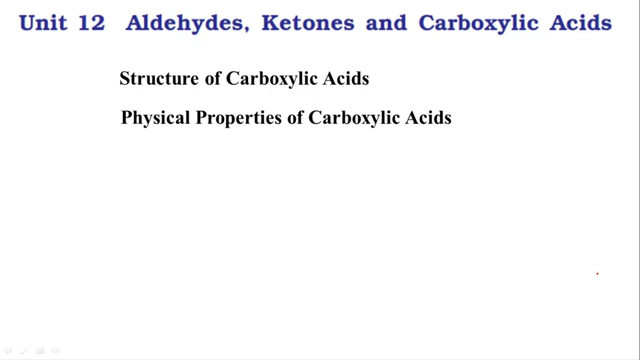 Unit 12 Aldehydes, Ketones and Carboxylic Acids
Structure of Carboxylic Acids
Physical Properties of Carboxylic Acids